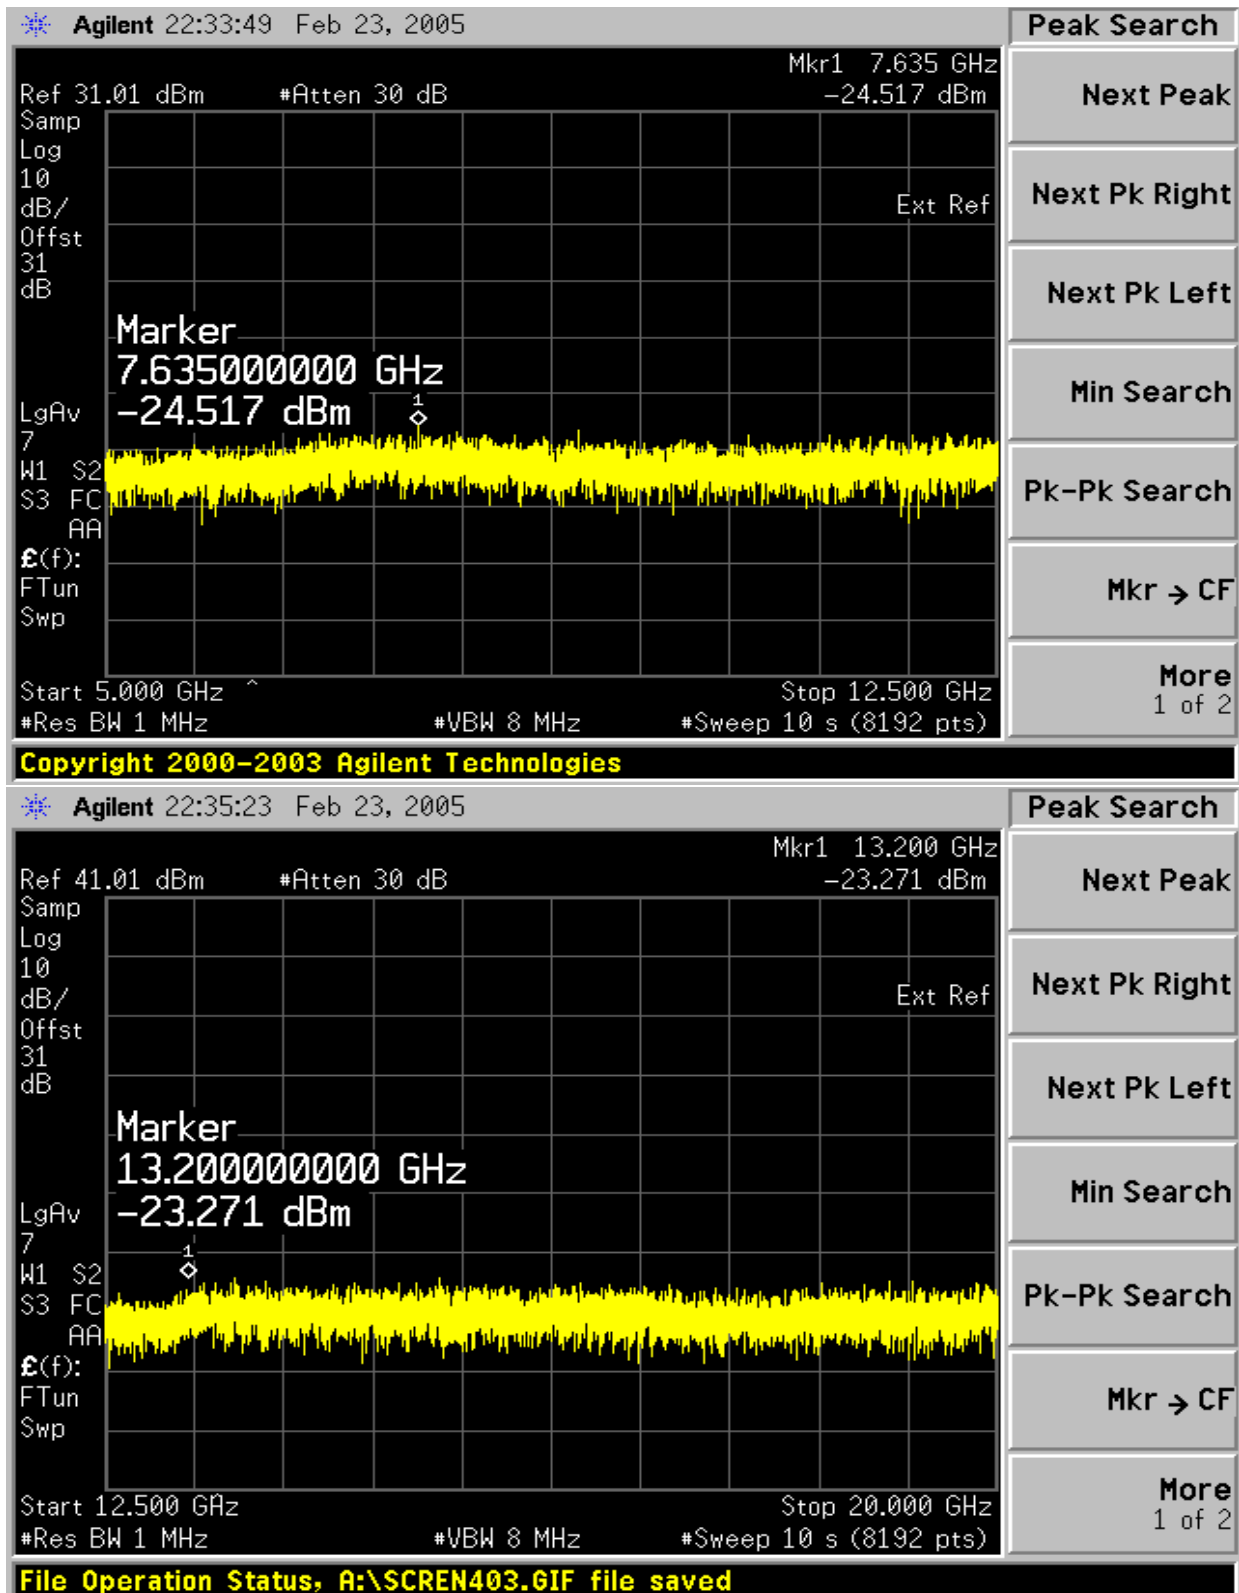 Agilent 22:33:49 Feb 23, 2005
Peak Search
Mkr1 7.635 GHz
Ref 31.01 dBm #Atten 30 dB -24.517 dBm
Samp
Log
10
dB/
Offst
31
dB
Ext Ref
Marker
7.635000000 GHz
-24.517 dBm
1
LgAv
7
W1 S2
S3 FC
AA
£(f):
FTun
Swp
Start 5.000 GHz ^ Stop 12.500 GHz
#Res BW 1 MHz #VBW 8 MHz #Sweep 10 s (8192 pts)
Next Peak
Next Pk Right
Next Pk Left
Min Search
Pk-Pk Search
Mkr → CF
More
1 of 2
Copyright 2000-2003 Agilent Technologies
Agilent 22:35:23 Feb 23, 2005
Peak Search
Mkr1 13.200 GHz
Ref 41.01 dBm #Atten 30 dB -23.271 dBm
Samp
Log
10
dB/
Offst
31
dB
Ext Ref
Marker
13.200000000 GHz
-23.271 dBm
1
LgAv
7
W1 S2
S3 FC
AA
£(f):
FTun
Swp
Start 12.500 GHz Stop 20.000 GHz
#Res BW 1 MHz #VBW 8 MHz #Sweep 10 s (8192 pts)
Next Peak
Next Pk Right
Next Pk Left
Min Search
Pk-Pk Search
Mkr → CF
More
1 of 2
File Operation Status, A:\SCREN403.GIF file saved